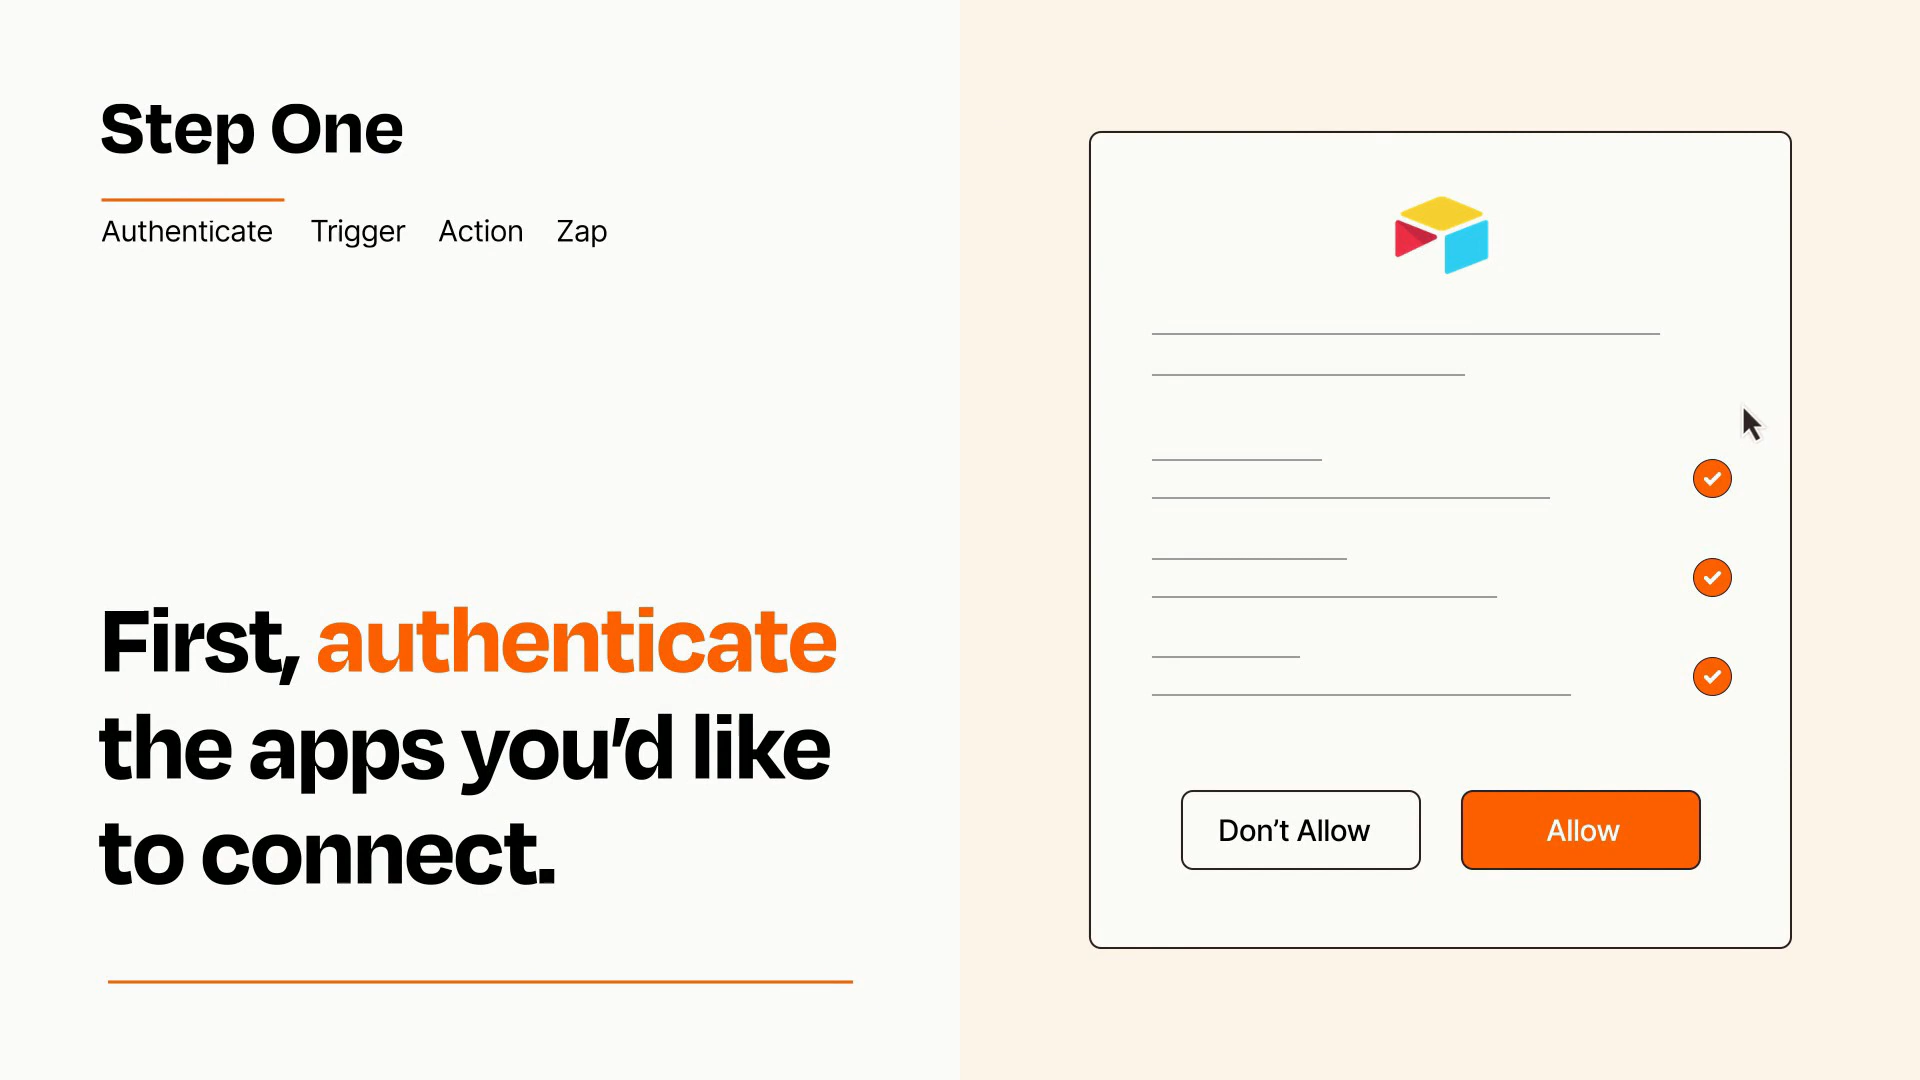 Step One
Authenticate Trigger Action Zap
First, authenticate
the apps you’d like
to connect.
Don’t Allow
Allow